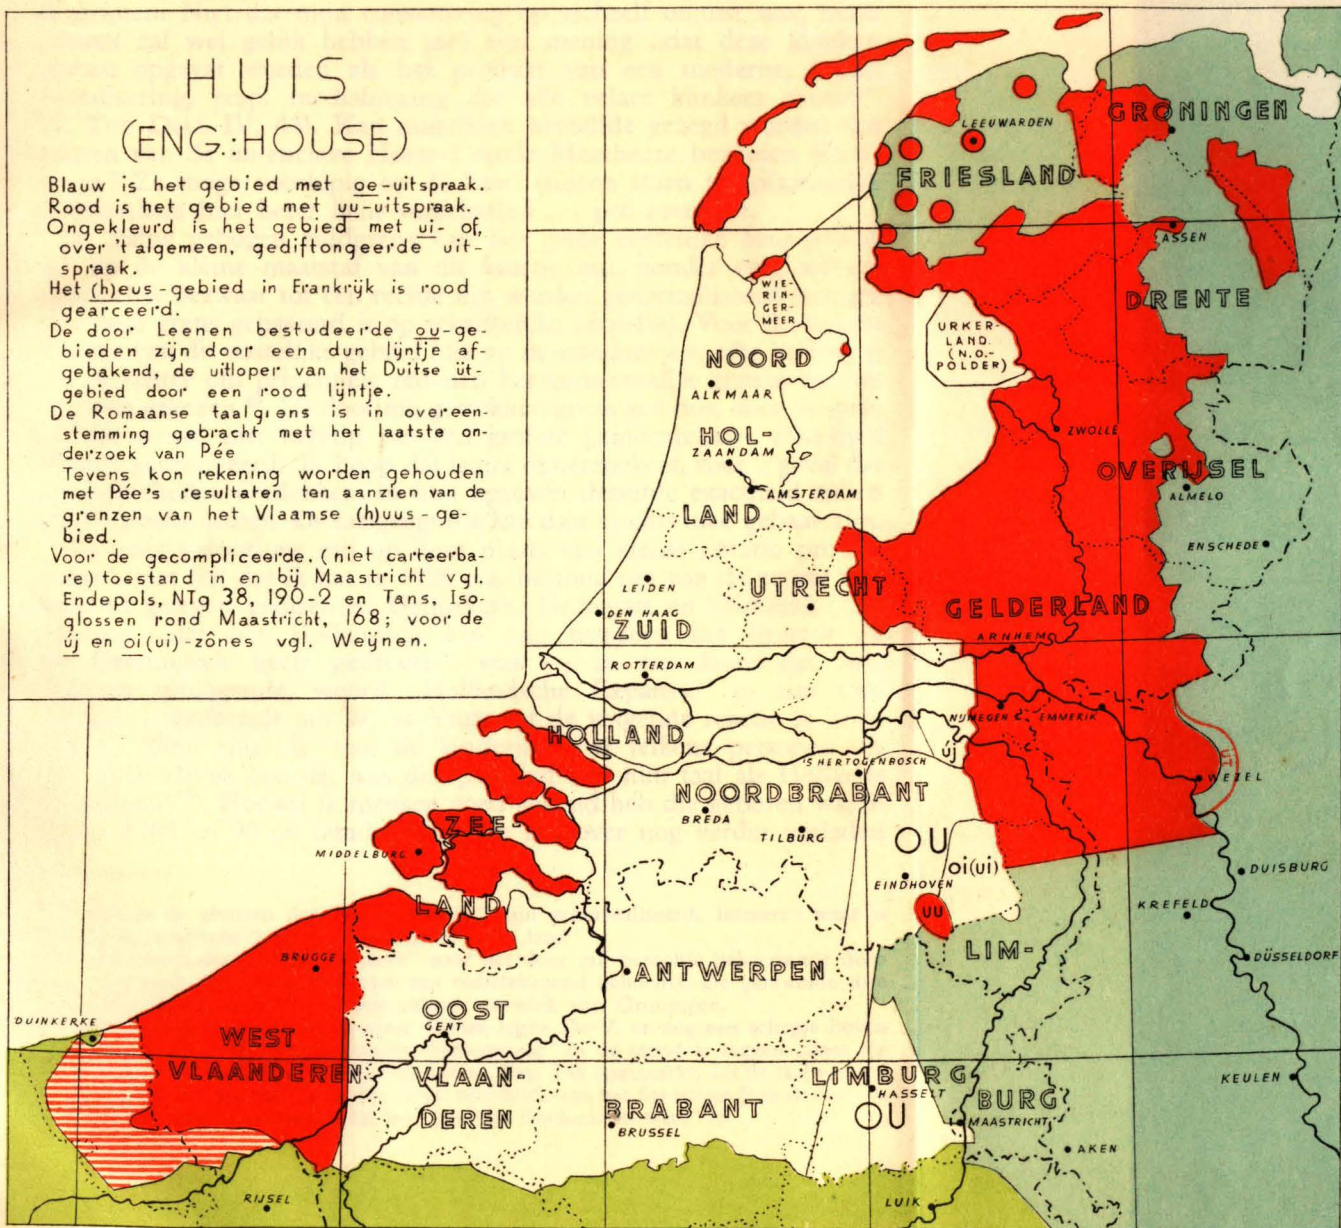 HUIS
(ENG.: HOUSE)
Blauw is het gebied met oe-uitspraak.
Rood is het gebied met uu-uitspraak.
Ongekleurd is het gebied met ui- of,
over 't algemeen, gediftongeerde uit-
spraak.
Het (h)eus-gebied in Frankrijk is rood
gearceerd.
De door Leenen bestudeerde ou-ge-
bieden zijn door een dun lijntje af-
gebakend, de uitloper van het Duitse üt-
gebied door een rood lijntje.
De Romaanse taalgrens is in overeen-
stemming gebracht met het laatste on-
derzoek van Pée
Tevens kon rekening worden gehouden
met Pée's resultaten ten aanzien van de
grenzen van het Vlaamse (h)uus-ge-
bied.
Voor de gecompliceerde, (niet carteerba-
re) toestand in en bij Maastricht vgl.
Endepols, NTg 38, 190-2 en Tans, Iso-
glossen rond Maastricht, 168; voor de
új en oi(ui)-zônes vgl. Weijnen.
GRONINGEN
LEEUWARDEN
FRIESLAND
ASSEN
DRENTE
WIE-
RIN-
GER-
MEER
URKER-
LAND.
(N.O.-
POLDER)
NOORD
ALKMAAR
HOL-
ZAANDAM
LAND
AMSTERDAM
ZWOLLE
OVERIJSEL
ALMELO
ENSCHEDE
LEIDEN
UTRECHT
DEN HAAG
ZUID
GELDERLAND
ARNHEM
ROTTERDAM
HOLLAND
NIJMEGEN
EMMERIK
új
ÜT
'S HERTOGENBOSCH
WEZEL
NOORDBRABANT
BREDA
TILBURG
OU
oi(ui)
ZEE-
MIDDELBURG
EINDHOVEN
DUISBURG
LAND
UU
KREFELD
LIM-
BRUGGE
ANTWERPEN
DÜSSELDORF
OOST
GENT
DUINKERKE
WEST
VLAANDEREN
VLAAN-
DEREN
LIMBURG
HASSELT
OU
BURG
KEULEN
BRABANT
BRUSSEL
MAASTRICHT
AKEN
RIJSEL
LUIK